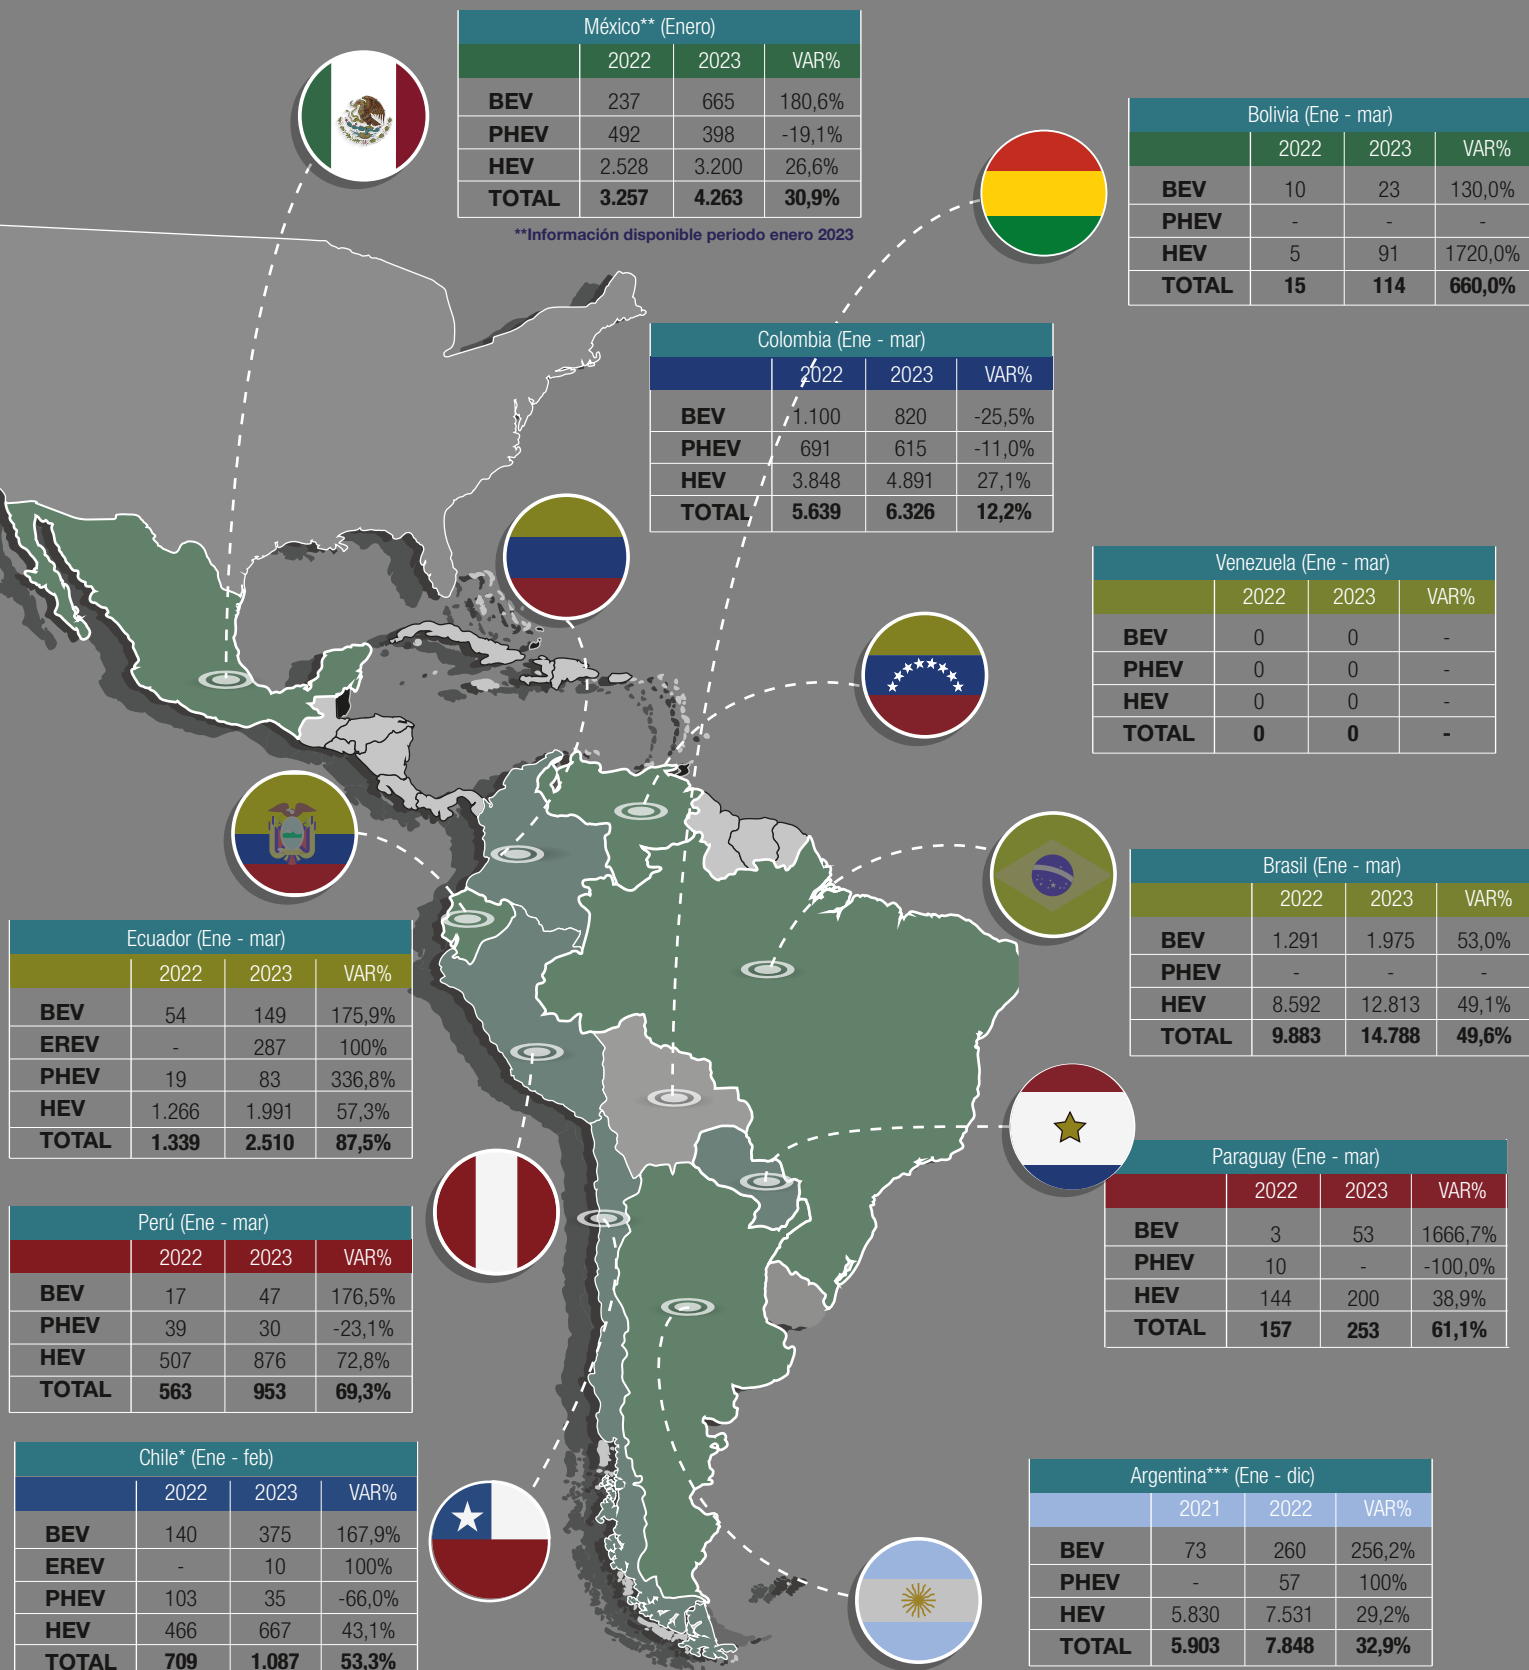 México** (Enero)
2022 2023 VAR%
BEV 237 665 180,6%
PHEV 492 398 -19,1%
HEV 2.528 3.200 26,6%
TOTAL 3.257 4.263 30,9%
**Información disponible periodo enero 2023
Bolivia (Ene - mar)
2022 2023 VAR%
BEV 10 23 130,0%
PHEV - - -
HEV 5 91 1720,0%
TOTAL 15 114 660,0%
Colombia (Ene - mar)
2022 2023 VAR%
BEV 1.100 820 -25,5%
PHEV 691 615 -11,0%
HEV 3.848 4.891 27,1%
TOTAL 5.639 6.326 12,2%
Venezuela (Ene - mar)
2022 2023 VAR%
BEV 0 0 -
PHEV 0 0 -
HEV 0 0 -
TOTAL 0 0 -
Brasil (Ene - mar)
2022 2023 VAR%
BEV 1.291 1.975 53,0%
PHEV - - -
HEV 8.592 12.813 49,1%
TOTAL 9.883 14.788 49,6%
Ecuador (Ene - mar)
2022 2023 VAR%
BEV 54 149 175,9%
EREV - 287 100%
PHEV 19 83 336,8%
HEV 1.266 1.991 57,3%
TOTAL 1.339 2.510 87,5%
Paraguay (Ene - mar)
2022 2023 VAR%
BEV 3 53 1666,7%
PHEV 10 - -100,0%
HEV 144 200 38,9%
TOTAL 157 253 61,1%
Perú (Ene - mar)
2022 2023 VAR%
BEV 17 47 176,5%
PHEV 39 30 -23,1%
HEV 507 876 72,8%
TOTAL 563 953 69,3%
Chile* (Ene - feb)
2022 2023 VAR%
BEV 140 375 167,9%
EREV - 10 100%
PHEV 103 35 -66,0%
HEV 466 667 43,1%
TOTAL 709 1.087 53,3%
Argentina*** (Ene - dic)
2021 2022 VAR%
BEV 73 260 256,2%
PHEV - 57 100%
HEV 5.830 7.531 29,2%
TOTAL 5.903 7.848 32,9%